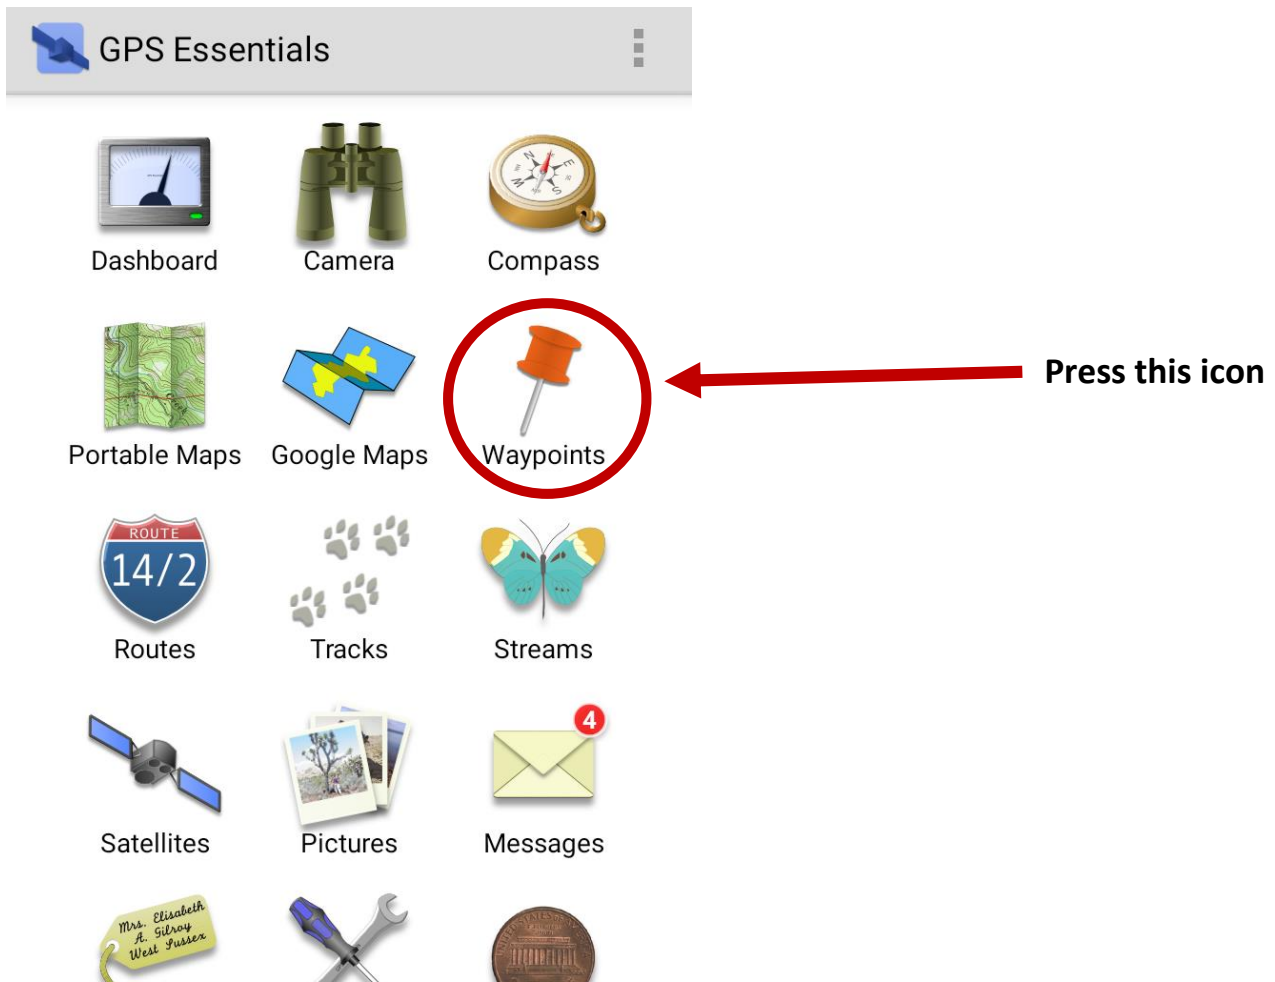 GPS Essentials
Dashboard
Camera
Compass
Portable Maps
Google Maps
Waypoints
Press this icon
ROUTE
14/2
Routes
Tracks
Streams
4
Satellites
Pictures
Messages
Mrs. Elisabeth
A. Gilroy
West Sussex